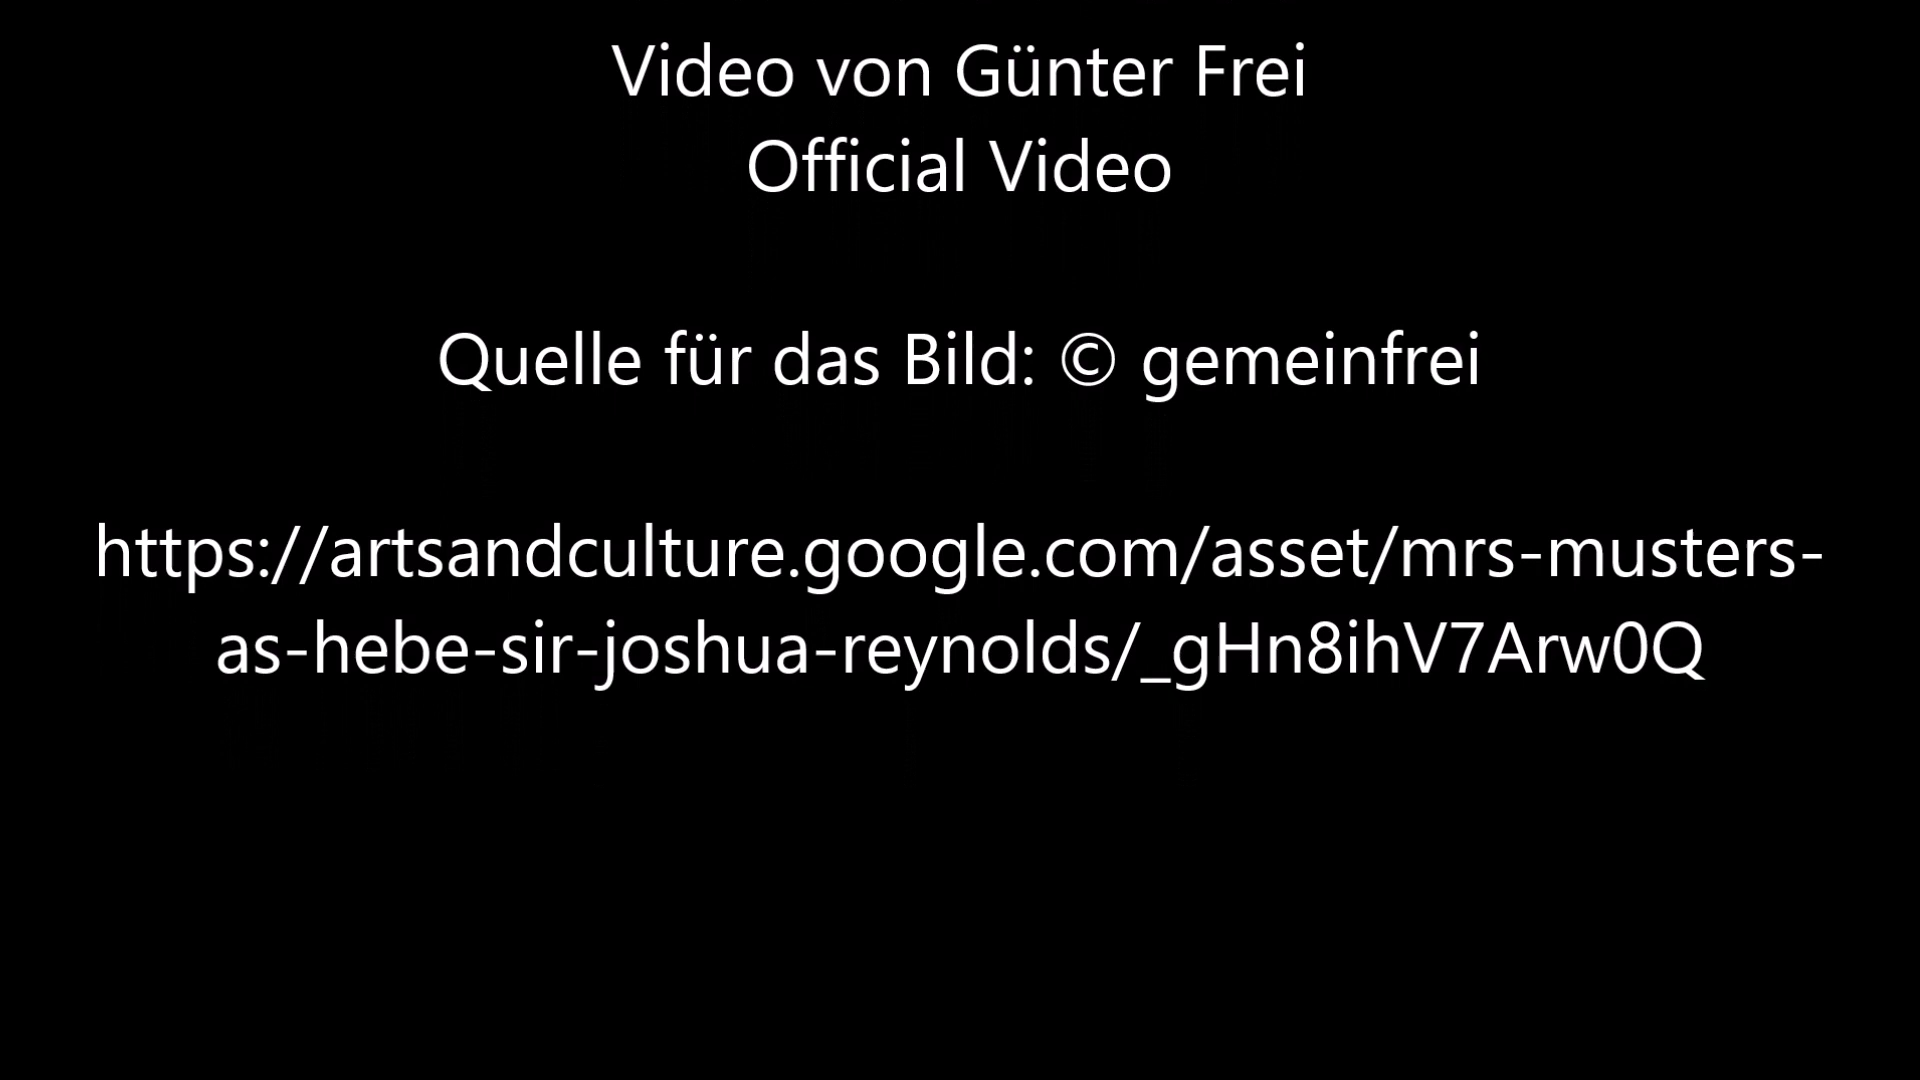 Video von Günter Frei
Official Video
Quelle für das Bild: © gemeinfrei
https://artsandculture.google.com/asset/mrs-musters-
as-hebe-sir-joshua-reynolds/_gHn8ihV7Arw0Q